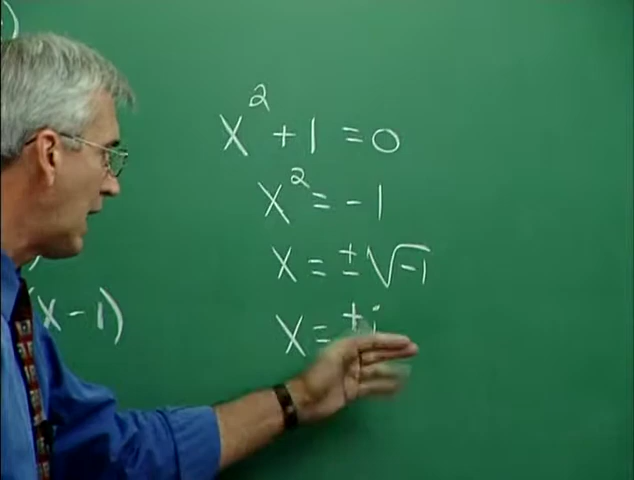 )
x² + 1 = 0
x² = -1
x = ±√-1
x = ± i
(x - 1)